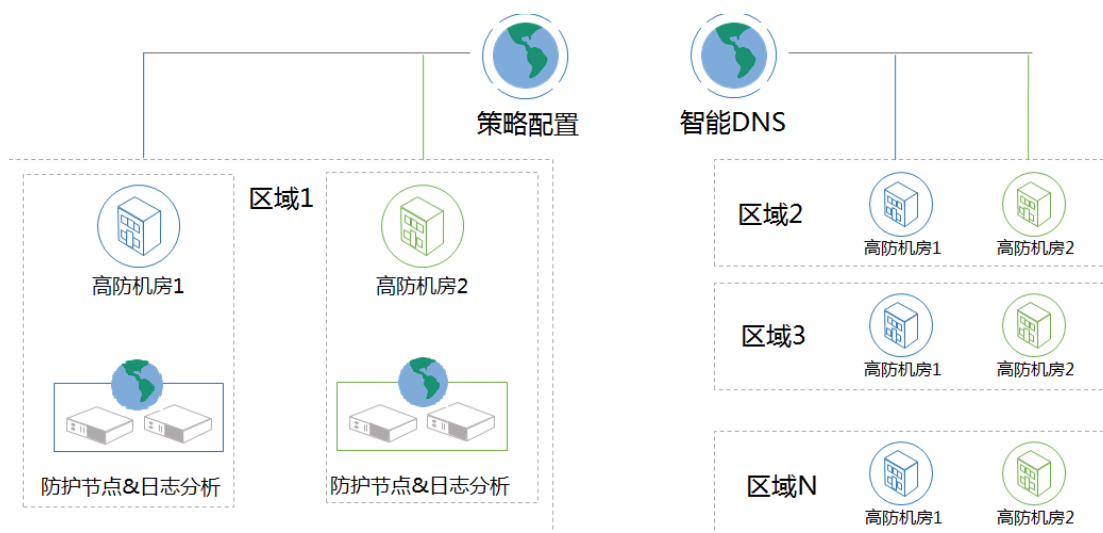 策略配置
智能DNS
区域1
高防机房1
高防机房2
防护节点&日志分析
防护节点&日志分析
区域2
高防机房1
高防机房2
区域3
高防机房1
高防机房2
区域N
高防机房1
高防机房2